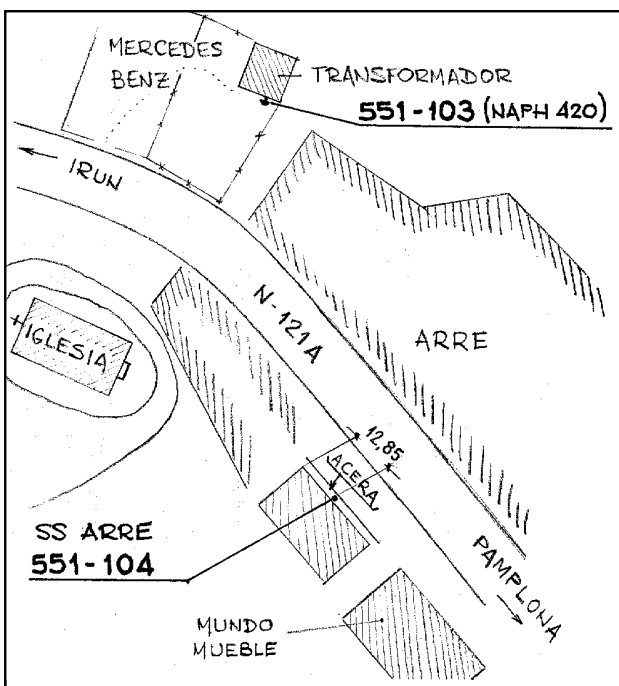 MERCEDES
BENZ
TRANSFORMADOR
551-103 (NAPH 420)
IRUN
N-121A
ARRE
IGLESIA
12,85
ACERA
SS ARRE
551-104
PAMPLONA
MUNDO
MUEBLE